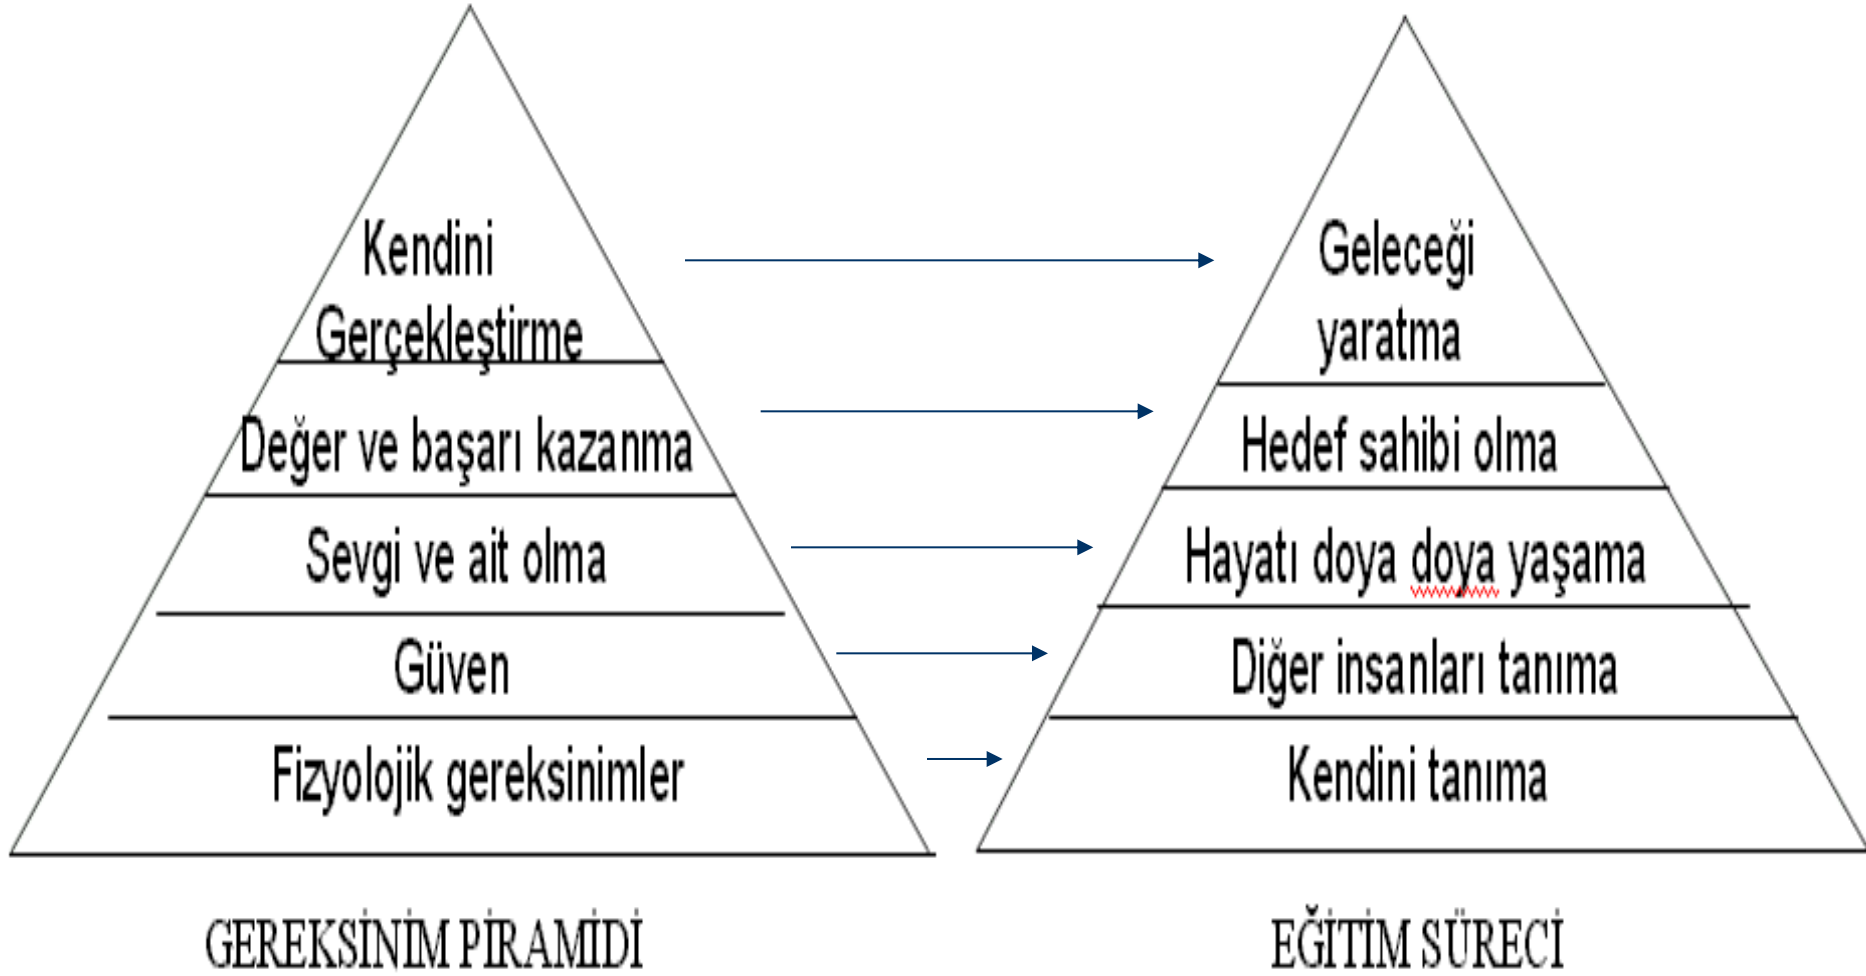 Kendini
Gerçekleştirme
Değer ve başarı kazanma
Sevgi ve ait olma
Güven
Fizyolojik gereksinimler
GEREKSİNİM PİRAMİDİ
Geleceği
yaratma
Hedef sahibi olma
Hayatı doya doya yaşama
Diğer insanları tanıma
Kendini tanıma
EĞİTİM SÜRECİ